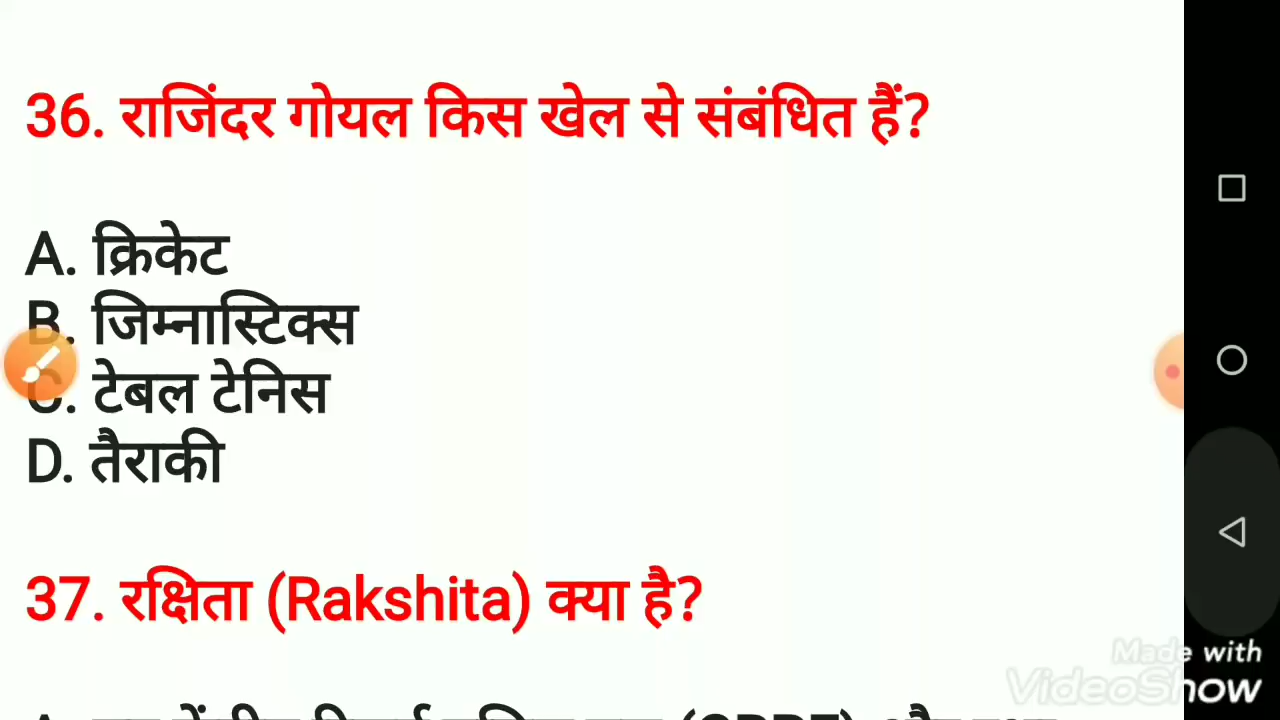 36. राजिंदर गोयल किस खेल से संबंधित हैं?
A. क्रिकेट
B. जिम्नास्टिक्स
C. टेबल टेनिस
D. तैराकी
37. रक्षिता (Rakshita) क्या है?
Made with
VideoShow